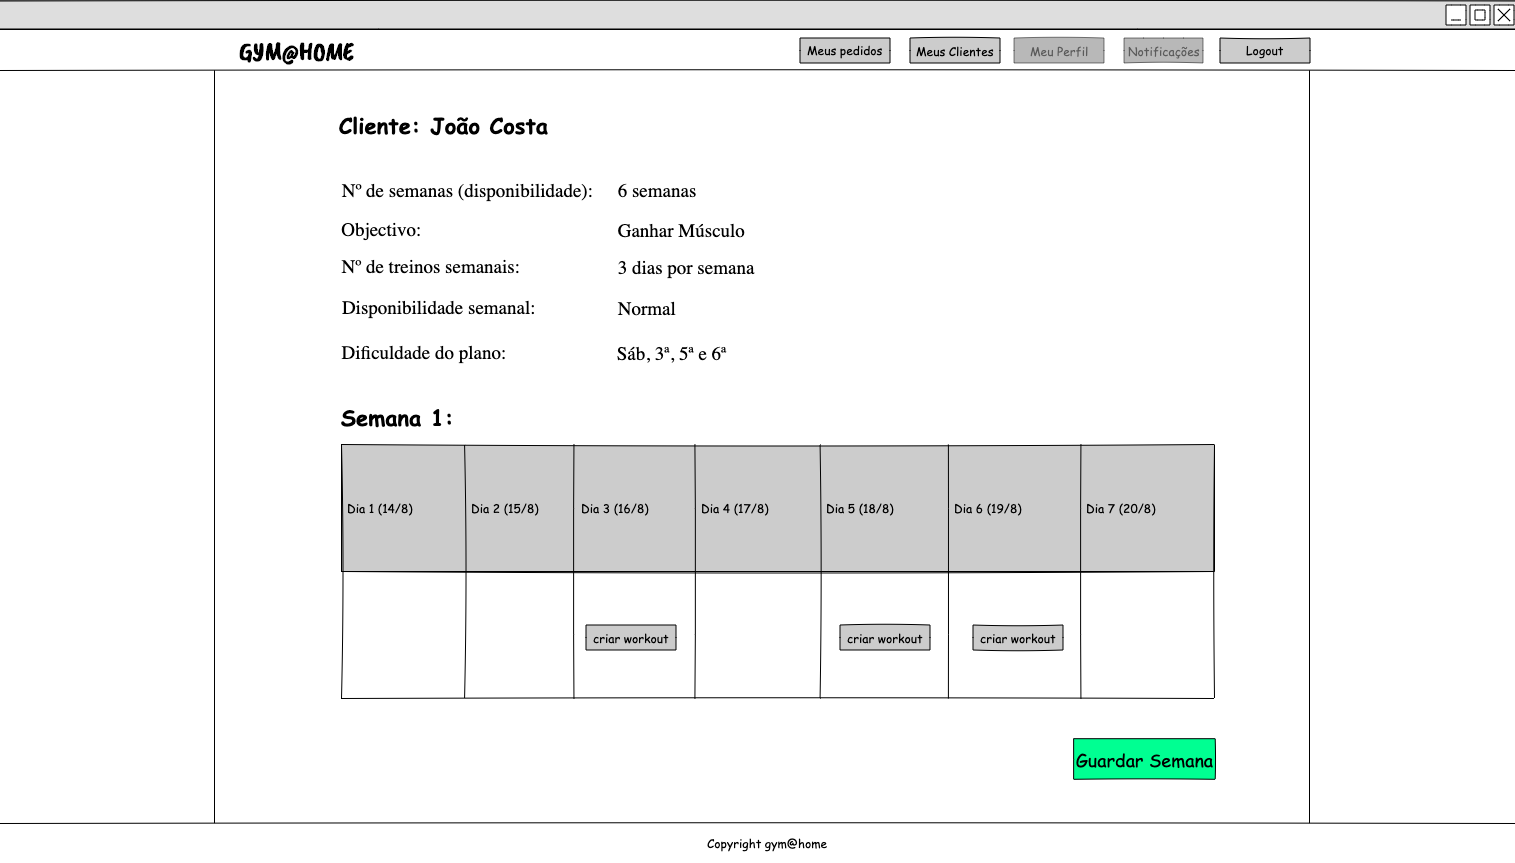 GYM@HOME
Meus pedidos
Meus Clientes
Meu Perfil
Notificações
Logout
Cliente: João Costa
Nº de semanas (disponibilidade): 6 semanas
Objectivo: Ganhar Músculo
Nº de treinos semanais: 3 dias por semana
Disponibilidade semanal: Normal
Dificuldade do plano: Sáb, 3ª, 5ª e 6ª
Semana 1:
Dia 1 (14/8) Dia 2 (15/8) Dia 3 (16/8) Dia 4 (17/8) Dia 5 (18/8) Dia 6 (19/8) Dia 7 (20/8)
criar workout criar workout criar workout
Guardar Semana
Copyright gym@home